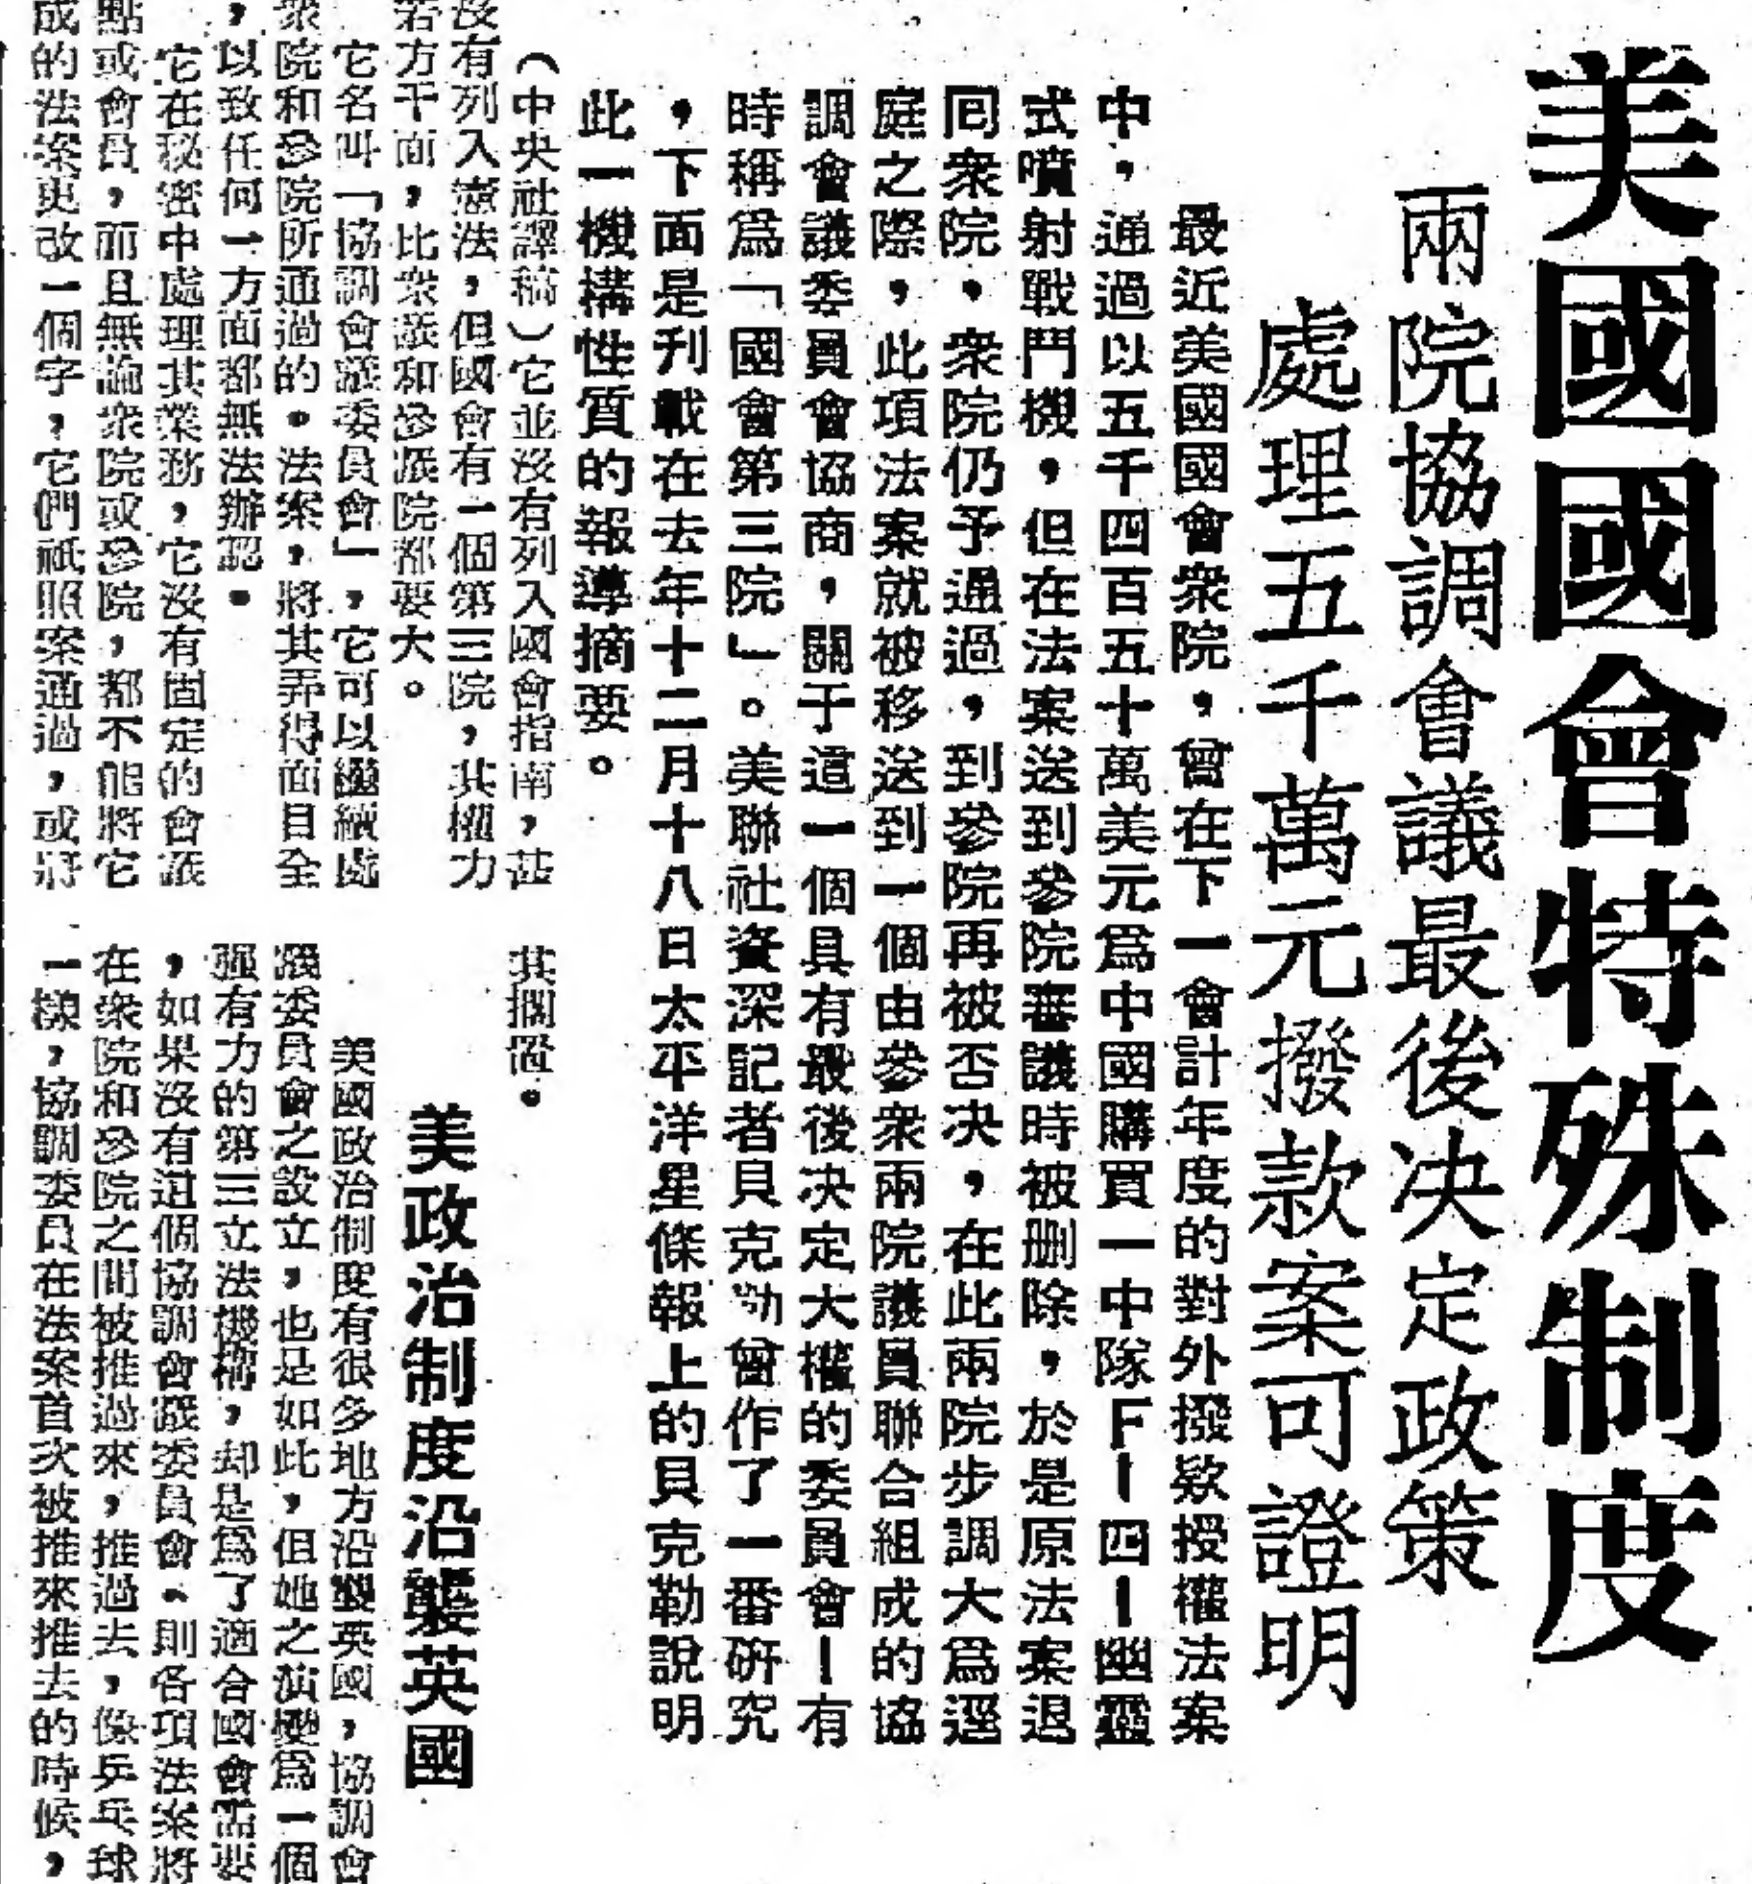 美國國會特殊制度
兩院協調會議最後決定政策
處理五千萬元撥款案可證明
最近美國國會衆院，曾在下一會計年度的對外撥欵授權法案
中，通過以五千四百五十萬美元爲中國購買一中隊F－四－幽靈
式噴射戰鬥機，但在法案送到參院審議時被刪除，於是原法案退
囘衆院，衆院仍予通過，到參院再被否决，在此兩院步調大爲逕
庭之際，此項法案就被移送到一個由參衆兩院議員聯合組成的協
調會議委員會協商，關于這一個具有最後决定大權的委員會－有
時稱爲「國會第三院」。美聯社資深記者貝克勒曾作了一番研究
，下面是刋載在去年十二月十八日太平洋星條報上的貝克勒說明
此一機構性質的報導摘要。
（中央社譯稿）它並沒有列入國會指南，甚
沒有列入憲法，但國會有一個第三院，其權力
若干方面，比衆議和參議院都要大。
它名叫「協調會議委員會」，它可以繼續處
衆院和參院所通過的。法案，將其弄得面目全
，以致任何一方面都無法辦認。
它在秘密中處理其業務，它沒有固定的會議
點或會員，而且無論衆院或參院，都不能將它
成的法案更改一個字，它們祇照案通過，或將
其擱置。
美政治制度沿襲英國
美國政治制度有很多地方沿襲英國，協調會
議委員會之設立，也是如此，但她之演變爲一個
强有力的第三立法機構，却是爲了適合國會需要
，如果沒有這個協調會議委員會。則各項法案將
在衆院和參院之間被推過來，推過去，像乒乓球
一樣，協調委員在法案首次被推來推去的時候，